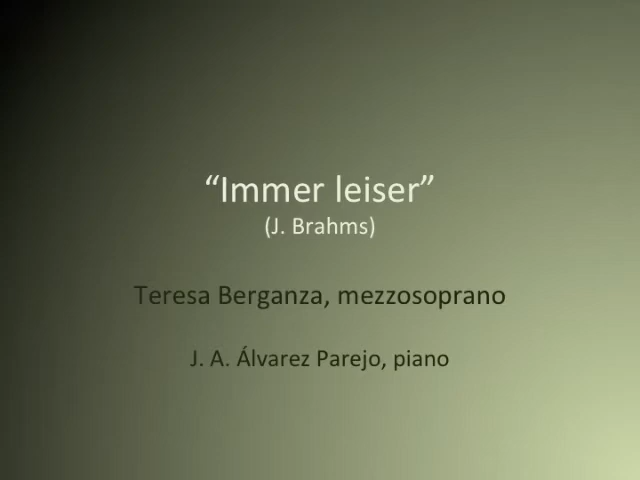 “Immer leiser”
(J. Brahms)
Teresa Berganza, mezzosoprano
J. A. Álvarez Parejo, piano